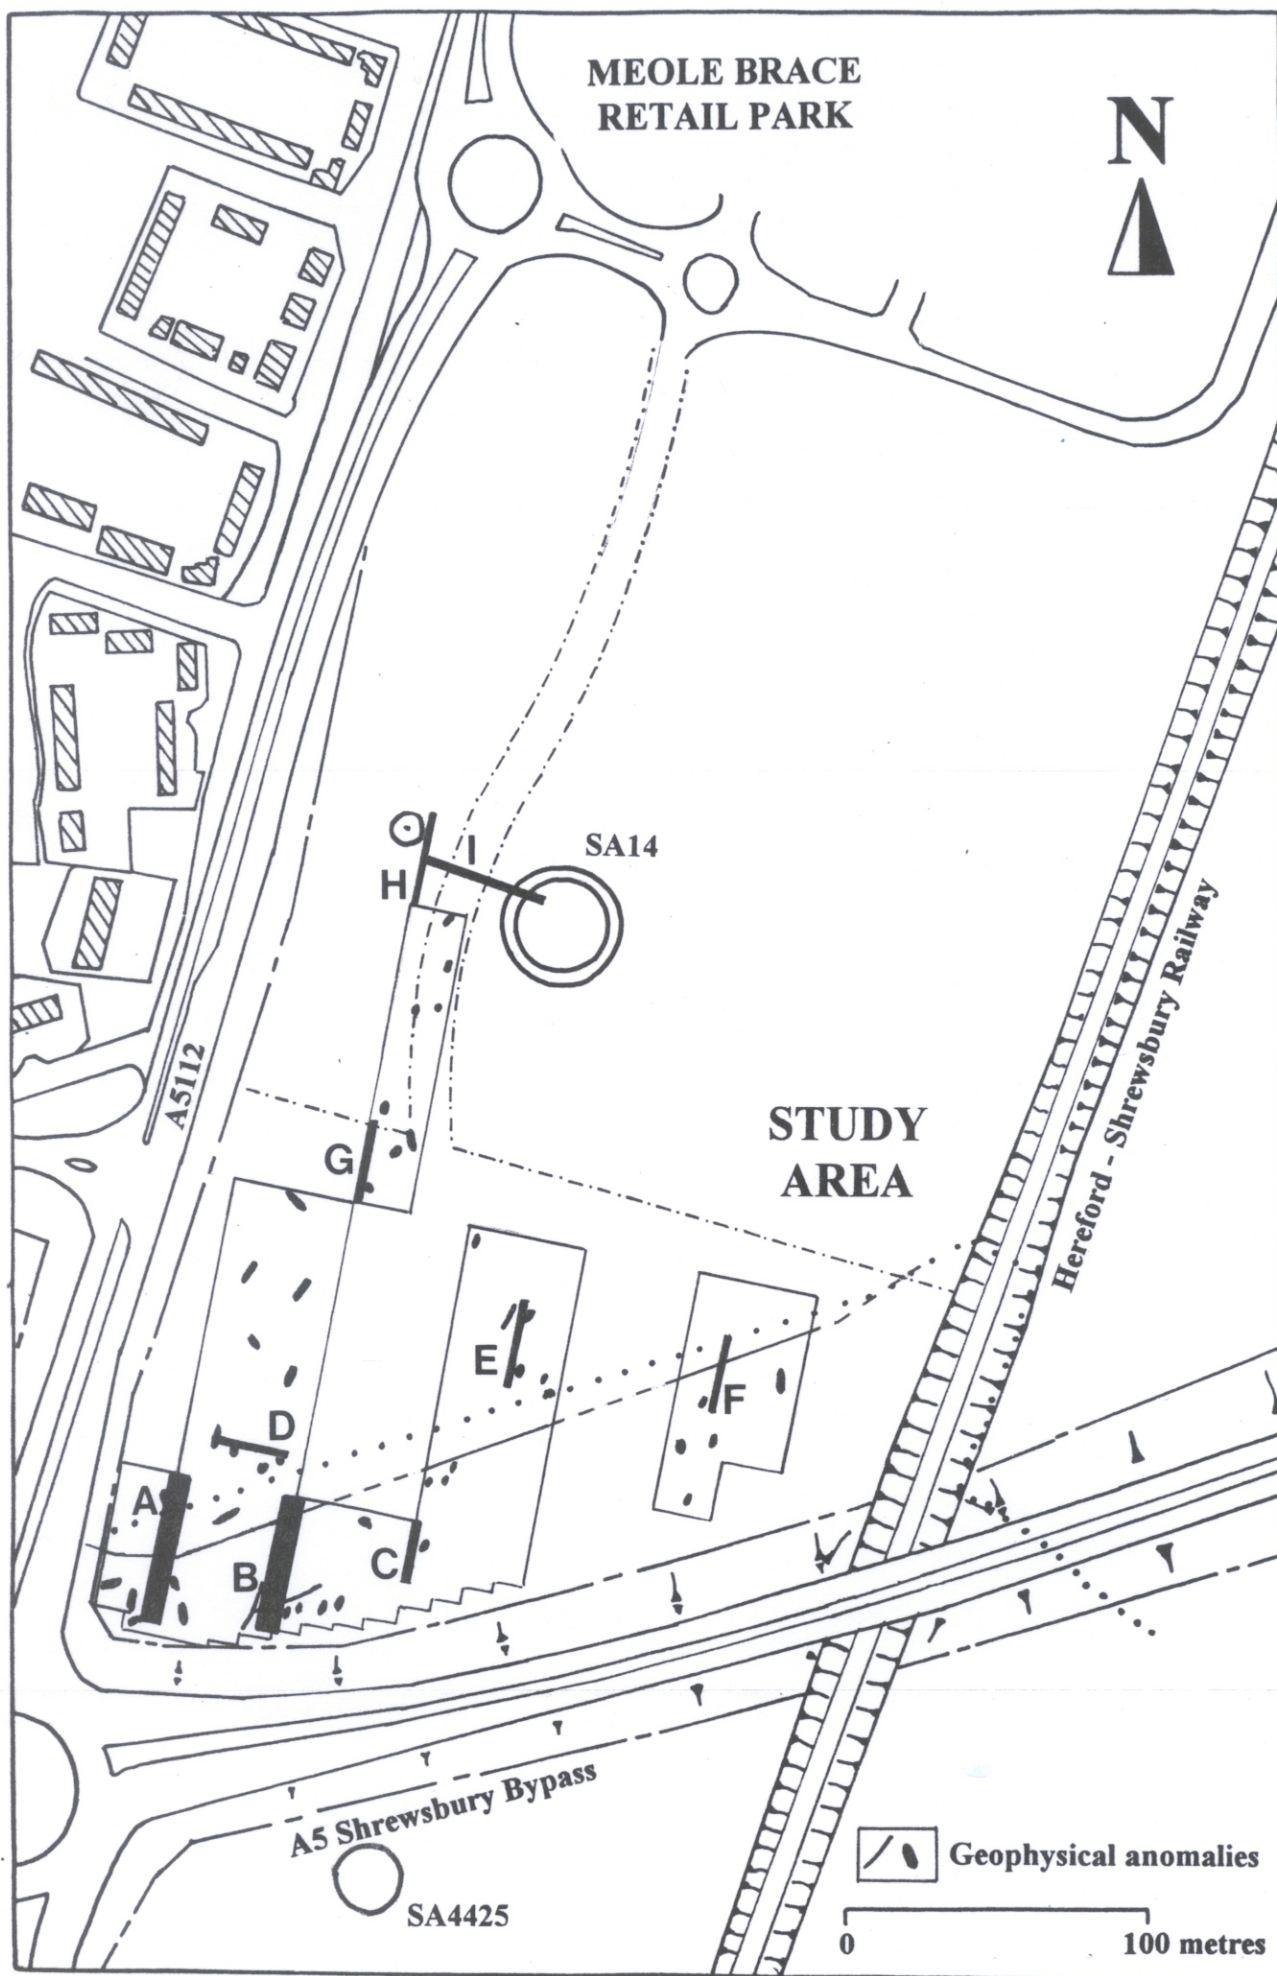 MEOLE BRACE
RETAIL PARK
N
SA14
I
H
A5112
Hereford - Shrewsbury Railway
STUDY
AREA
G
E
F
D
A
B
C
A5 Shrewsbury Bypass
Geophysical anomalies
SA4425
0
100 metres